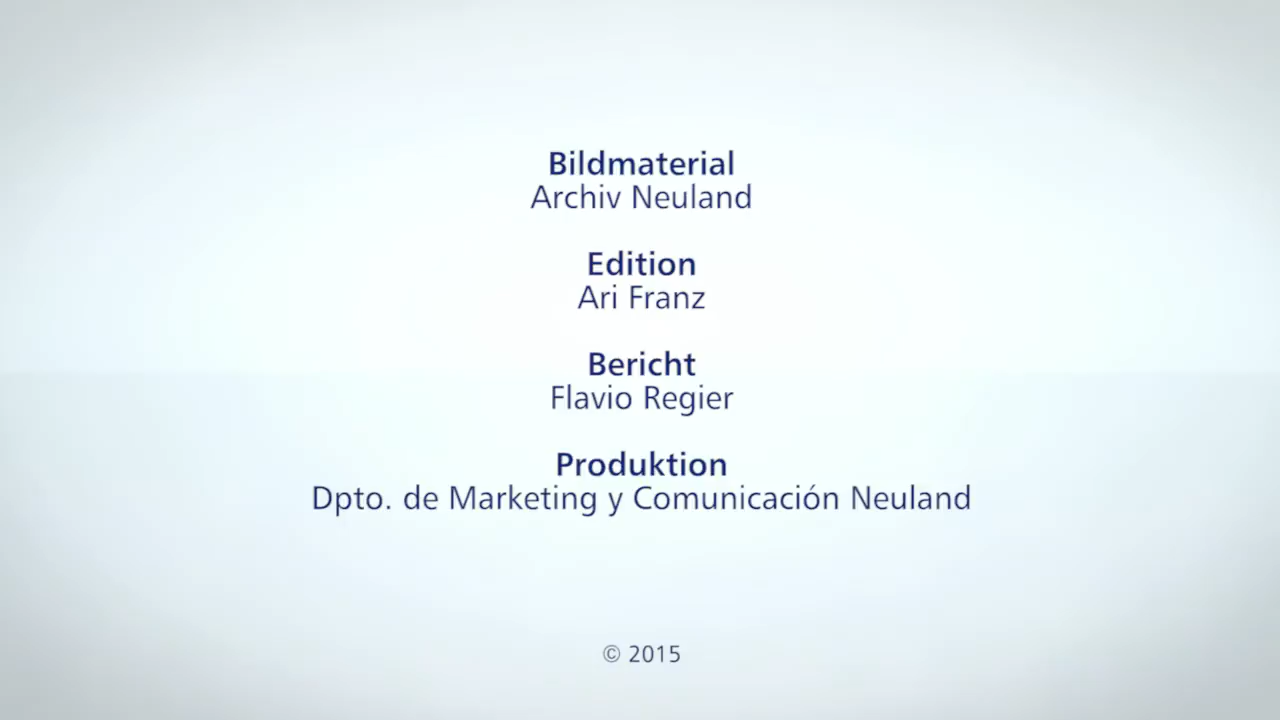 Bildmaterial
Archiv Neuland
Edition
Ari Franz
Bericht
Flavio Regier
Produktion
Dpto. de Marketing y Comunicación Neuland
© 2015